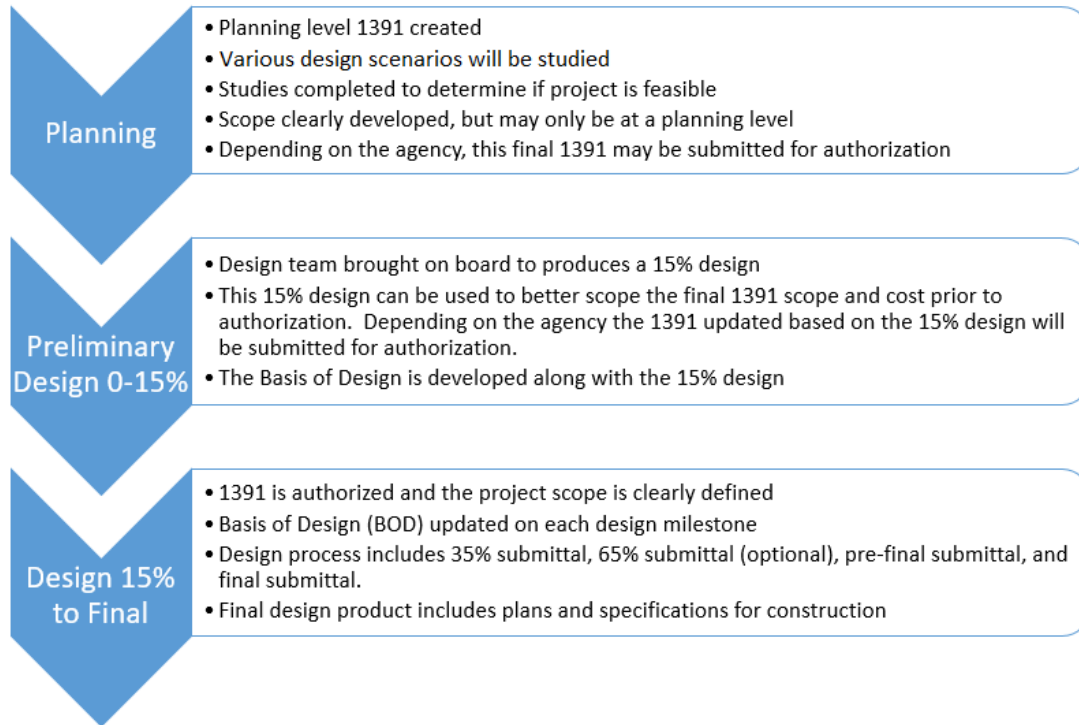 Planning
• Planning level 1391 created
• Various design scenarios will be studied
• Studies completed to determine if project is feasible
• Scope clearly developed, but may only be at a planning level
• Depending on the agency, this final 1391 may be submitted for authorization
Preliminary
Design 0-15%
• Design team brought on board to produces a 15% design
• This 15% design can be used to better scope the final 1391 scope and cost prior to
authorization.  Depending on the agency the 1391 updated based on the 15% design will
be submitted for authorization.
• The Basis of Design is developed along with the 15% design
Design 15%
to Final
• 1391 is authorized and the project scope is clearly defined
• Basis of Design (BOD) updated on each design milestone
• Design process includes 35% submittal, 65% submittal (optional), pre-final submittal, and
final submittal.
• Final design product includes plans and specifications for construction